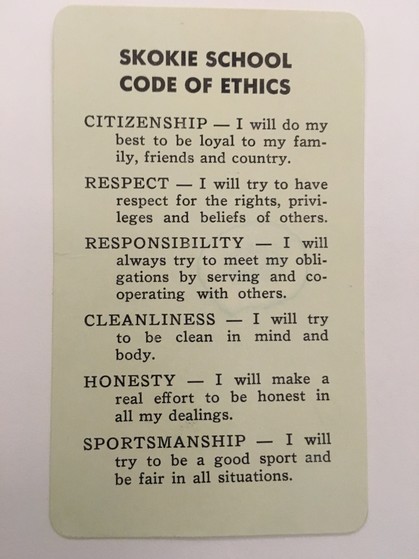 SKOKIE SCHOOL
CODE OF ETHICS
CITIZENSHIP — I will do my
best to be loyal to my fam-
ily, friends and country.
RESPECT — I will try to have
respect for the rights, privi-
leges and beliefs of others.
RESPONSIBILITY — I will
always try to meet my obli-
gations by serving and co-
operating with others.
CLEANLINESS — I will try
to be clean in mind and
body.
HONESTY — I will make a
real effort to be honest in
all my dealings.
SPORTSMANSHIP — I will
try to be a good sport and
be fair in all situations.